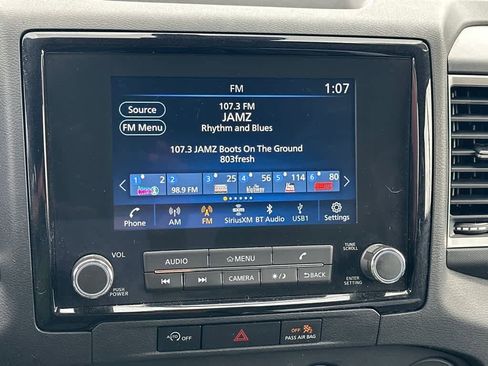 FM 1:07
Source
107.3 FM
JAMZ
FM Menu
Rhythm and Blues
107.3 JAMZ Boots On The Ground
803fresh
1 2 2 3 25 4 56 5 114 6 80
98.9 FM
Phone AM FM SiriusXM BT Audio USB1 Settings
VOL AUDIO MENU TUNE SCROLL
PUSH POWER CAMERA BACK ENTER SETTING
OFF OFF PASS AIR BAG